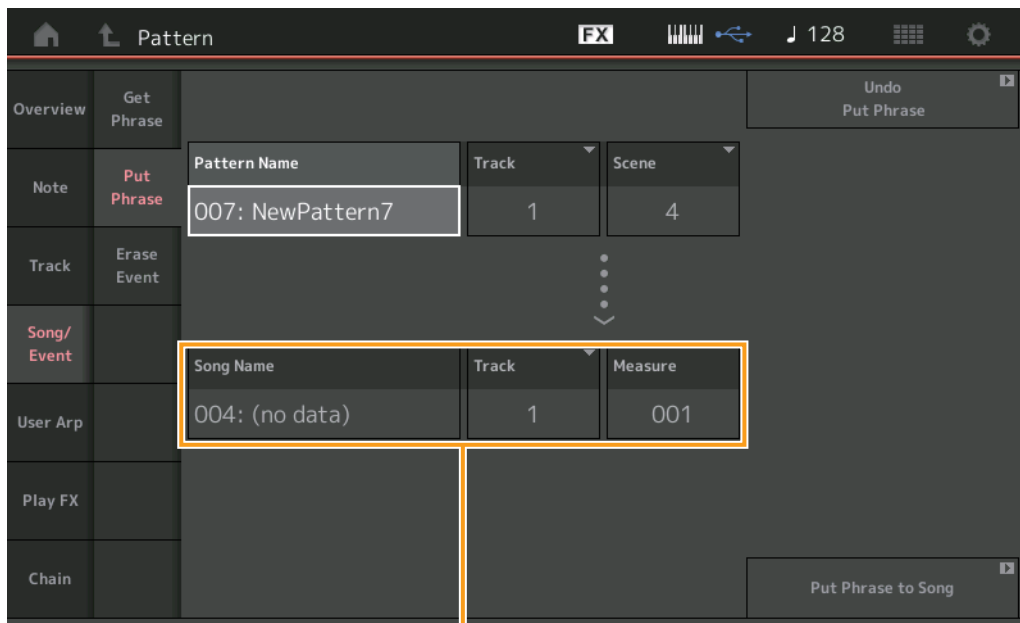 Pattern
FX
♩ 128
Overview
Note
Track
Song/
Event
User Arp
Play FX
Chain
Get
Phrase
Put
Phrase
Erase
Event
Undo
Put Phrase
Pattern Name
Track
Scene
007: NewPattern7
1
4
Song Name
Track
Measure
004: (no data)
1
001
Put Phrase to Song